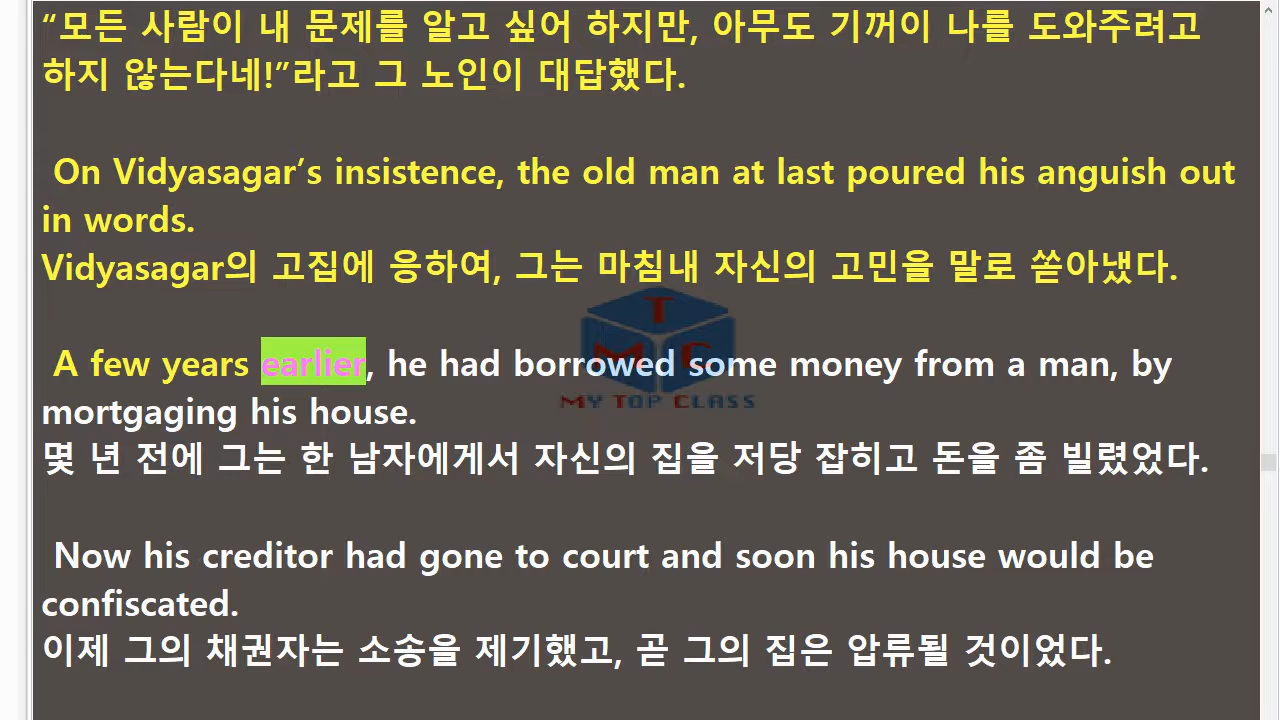 “모든 사람이 내 문제를 알고 싶어 하지만, 아무도 기꺼이 나를 도와주려고
하지 않는다네!”라고 그 노인이 대답했다.
On Vidyasagar’s insistence, the old man at last poured his anguish out
in words.
Vidyasagar의 고집에 응하여, 그는 마침내 자신의 고민을 말로 쏟아냈다.
A few years earlier, he had borrowed some money from a man, by
mortgaging his house.
몇 년 전에 그는 한 남자에게서 자신의 집을 저당 잡히고 돈을 좀 빌렸었다.
Now his creditor had gone to court and soon his house would be
confiscated.
이제 그의 채권자는 소송을 제기했고, 곧 그의 집은 압류될 것이었다.
T
M C
MY TOP CLASS